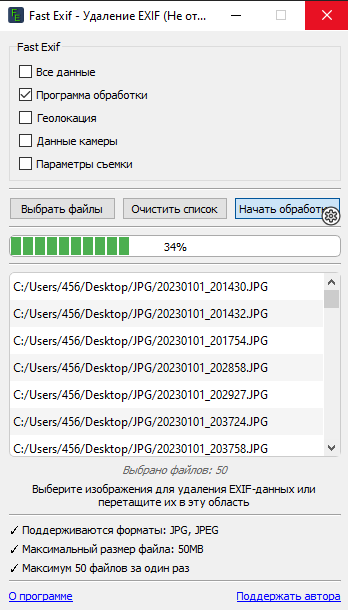 Fast Exif - Удаление EXIF (Не от...
Fast Exif
Все данные
Программа обработки
Геолокация
Данные камеры
Параметры съемки
Выбрать файлы Очистить список Начать обработк
34%
C:/Users/456/Desktop/JPG/20230101_201430.JPG
C:/Users/456/Desktop/JPG/20230101_201432.JPG
C:/Users/456/Desktop/JPG/20230101_201754.JPG
C:/Users/456/Desktop/JPG/20230101_202858.JPG
C:/Users/456/Desktop/JPG/20230101_202927.JPG
C:/Users/456/Desktop/JPG/20230101_203724.JPG
C:/Users/456/Desktop/JPG/20230101_203758.JPG
Выбрано файлов: 50
Выберите изображения для удаления EXIF-данных или
перетащите их в эту область
✓ Поддерживаются форматы: JPG, JPEG
✓ Максимальный размер файла: 50MB
✓ Максимум 50 файлов за один раз
О программе Поддержать автора